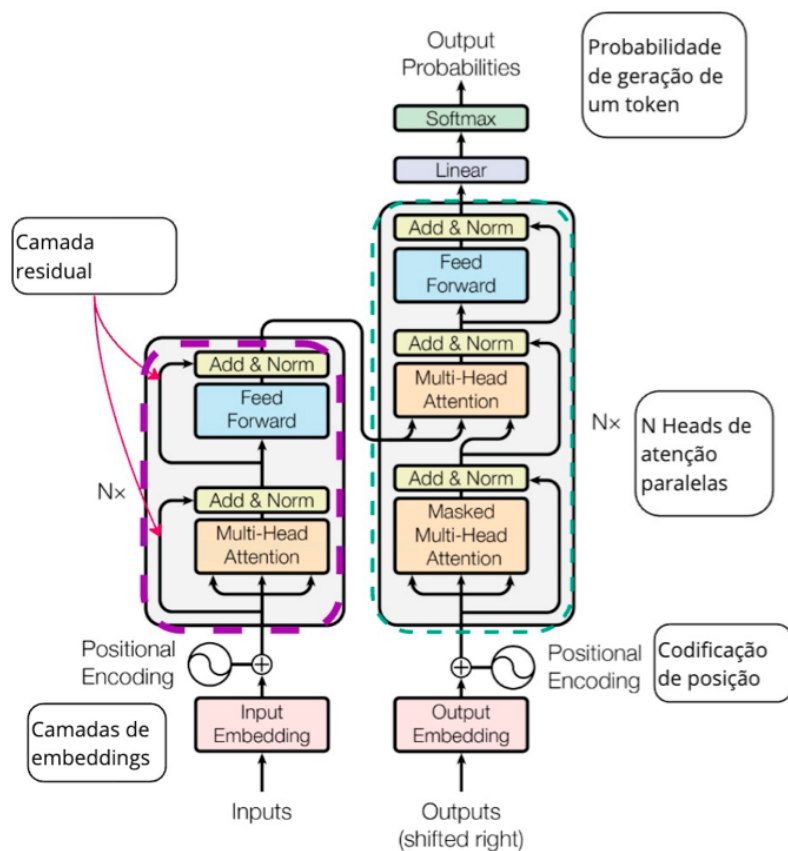 Output
Probabilities
Probabilidade
de geração de
um token
Softmax
Linear
Add & Norm
Feed
Forward
Add & Norm
Multi-Head
Attention
Add & Norm
Masked
Multi-Head
Attention
Nx
N Heads de
atenção
paralelas
Camada
residual
Add & Norm
Feed
Forward
Nx
Add & Norm
Multi-Head
Attention
Positional
Encoding
Positional
Encoding
Codificação
de posição
Camadas de
embeddings
Input
Embedding
Output
Embedding
Inputs
Outputs
(shifted right)